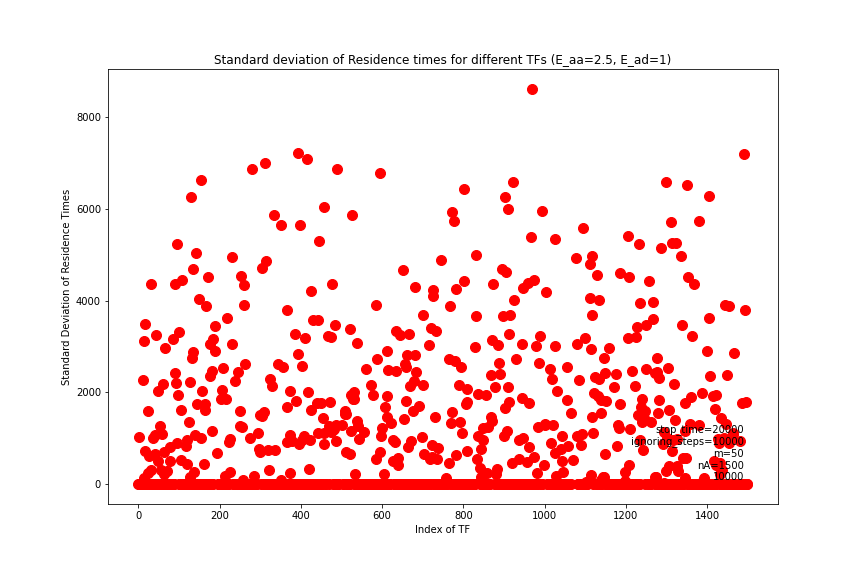 Standard deviation of Residence times for different TFs (E_aa=2.5, E_ad=1)
Standard Deviation of Residence Times
8000
6000
4000
2000
0
stop_time=20000
ignoring_steps=10000
m=50
nA=1500
10000
0 200 400 600 800 1000 1200 1400
Index of TF